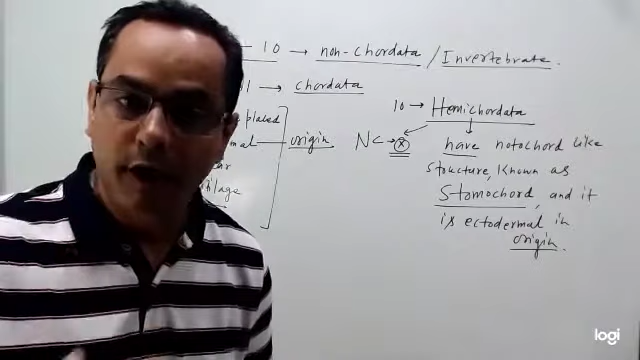 10 → non-chordata / Invertebrata.
→ chordata
10 → Hemichordata
placed
origin
NC → x
have notochord like
structure, known as
Stomochord, and it
is ectodermal in
origin.
logi